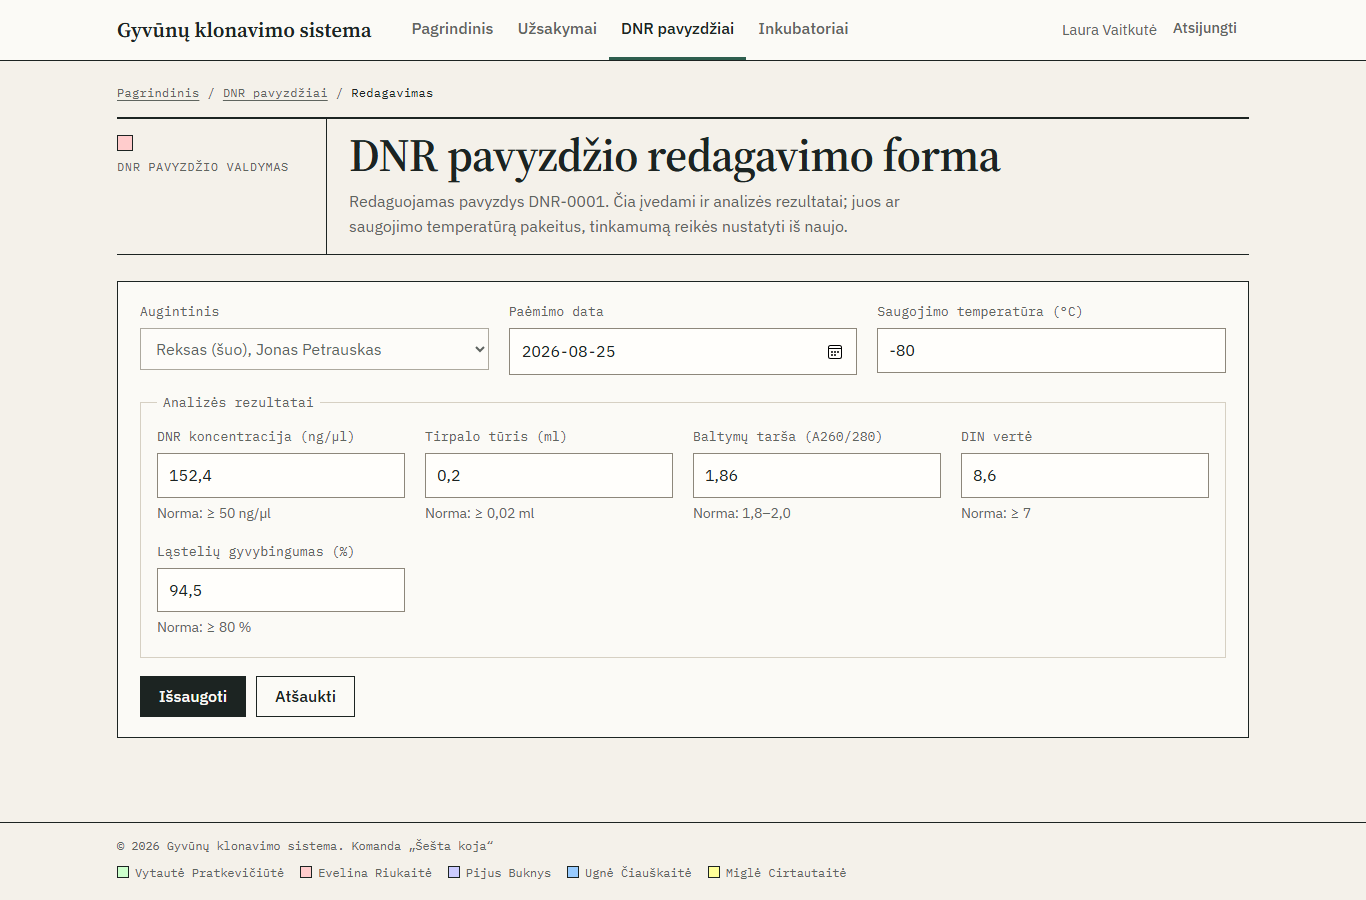 Gyvūnų klonavimo sistema Pagrindinis Užsakymai DNR pavyzdžiai Inkubatoriai Laura Vaitkutė Atsijungti
Pagrindinis / DNR pavyzdžiai / Redagavimas
DNR PAVYZDŽIO VALDYMAS
DNR pavyzdžio redagavimo forma
Redaguojamas pavyzdys DNR-0001. Čia įvedami ir analizės rezultatai; juos ar
saugojimo temperatūrą pakeitus, tinkamumą reikės nustatyti iš naujo.
Augintinis Paėmimo data Saugojimo temperatūra (°C)
Reksas (šuo), Jonas Petrauskas 2026-08-25 -80
Analizės rezultatai
DNR koncentracija (ng/µl) Tirpalo tūris (ml) Baltymų tarša (A260/280) DIN vertė
152,4 0,2 1,86 8,6
Norma: ≥ 50 ng/µl Norma: ≥ 0,02 ml Norma: 1,8–2,0 Norma: ≥ 7
Ląstelių gyvybingumas (%)
94,5
Norma: ≥ 80 %
Išsaugoti Atšaukti
© 2026 Gyvūnų klonavimo sistema. Komanda „Šešta koja“
Vytautė Pratkevičiūtė Evelina Riukaitė Pijus Buknys Ugnė Čiauškaitė Miglė Cirtautaitė